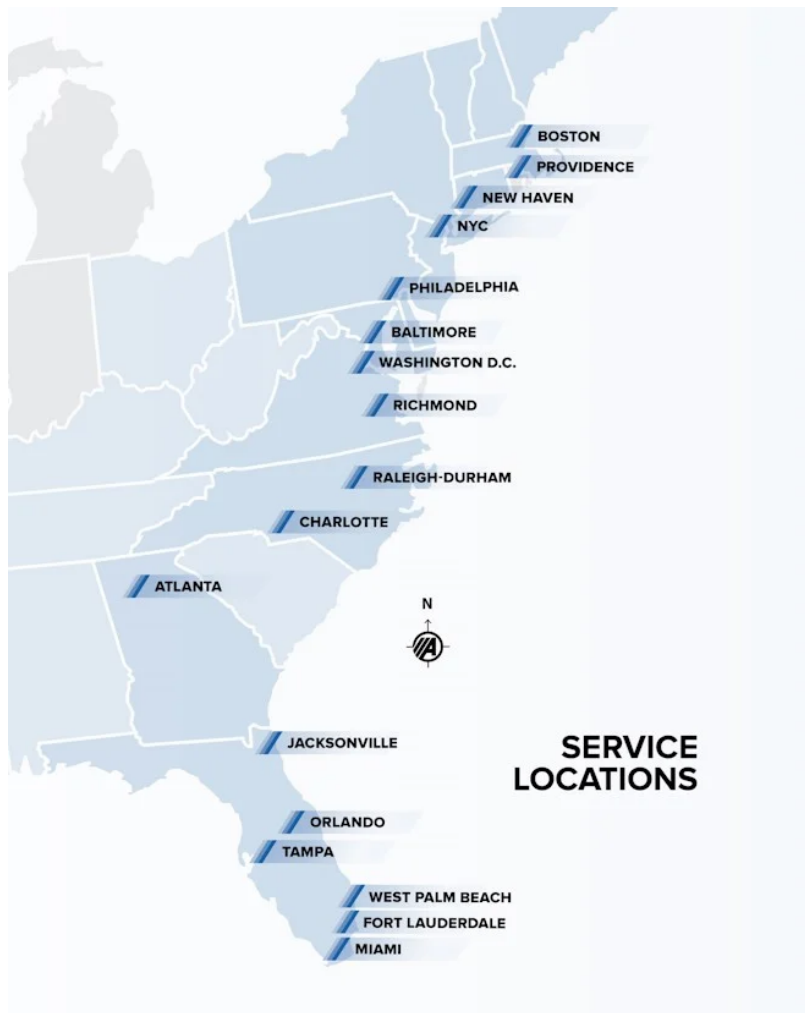 BOSTON
PROVIDENCE
NEW HAVEN
NYC
PHILADELPHIA
BALTIMORE
WASHINGTON D.C.
RICHMOND
RALEIGH-DURHAM
CHARLOTTE
ATLANTA
N
A
JACKSONVILLE
SERVICE
LOCATIONS
ORLANDO
TAMPA
WEST PALM BEACH
FORT LAUDERDALE
MIAMI